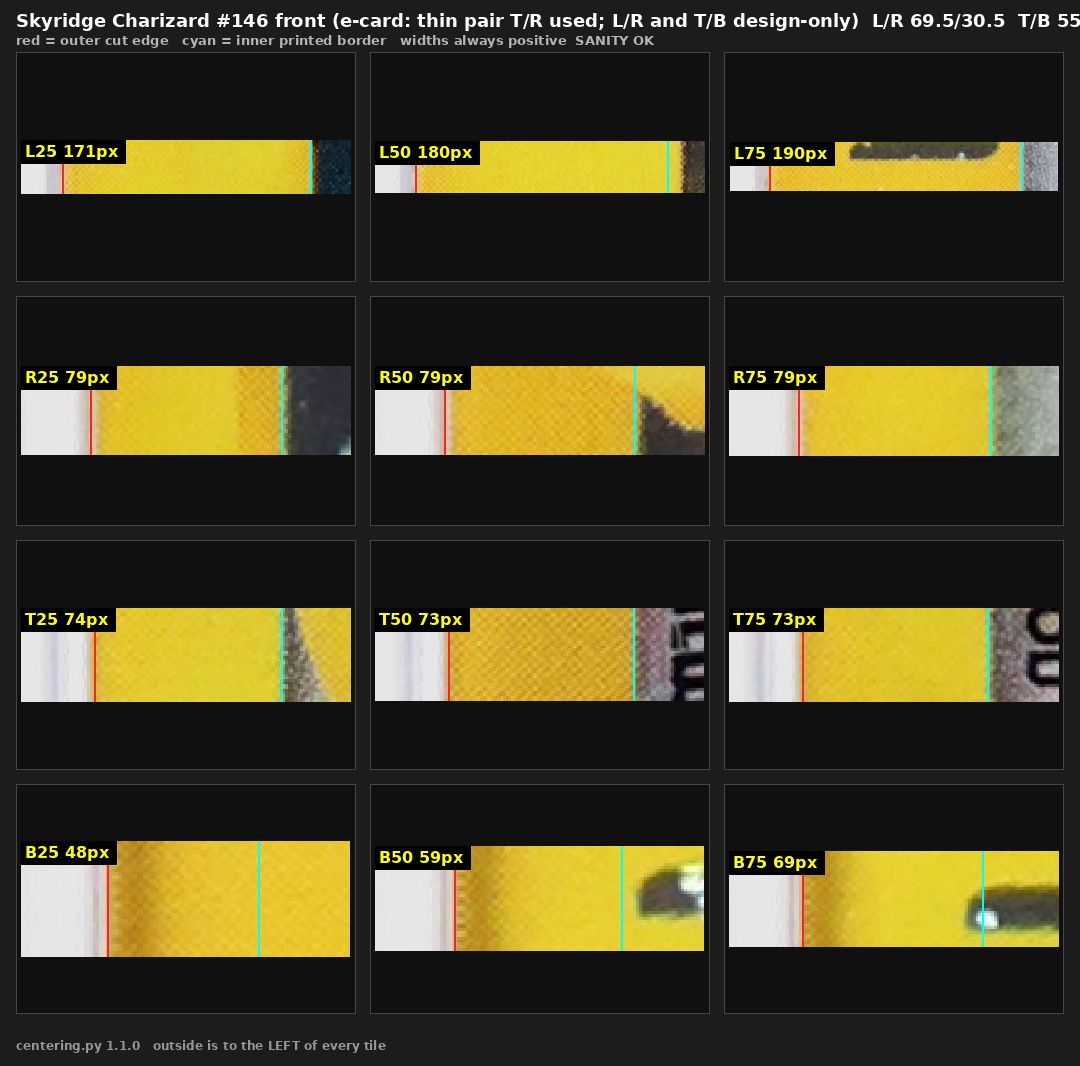 Skyridge Charizard #146 front (e-card: thin pair T/R used; L/R and T/B design-only)  L/R 69.5/30.5  T/B 55
red = outer cut edge   cyan = inner printed border   widths always positive  SANITY OK
L25 171px
L50 180px
L75 190px
R25 79px
R50 79px
R75 79px
T25 74px
T50 73px
T75 73px
B25 48px
B50 59px
B75 69px
centering.py 1.1.0   outside is to the LEFT of every tile